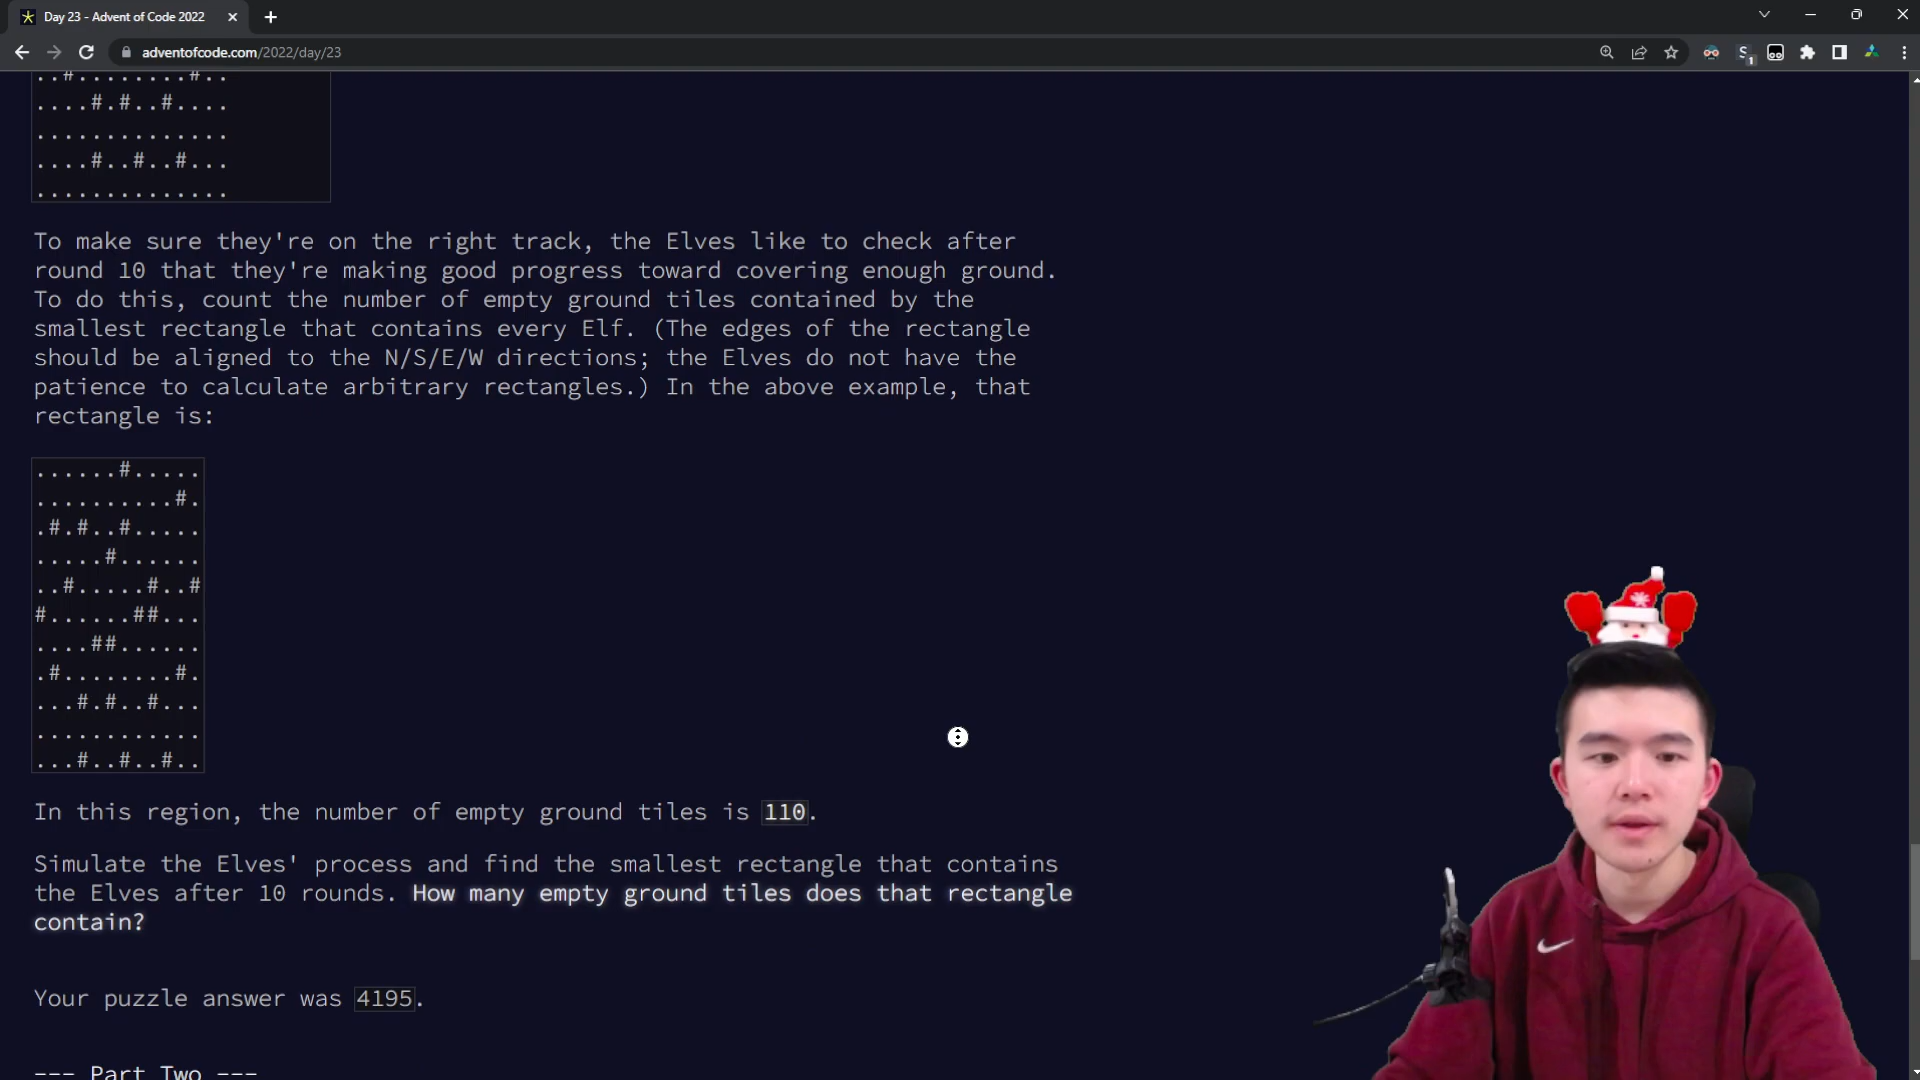 Day 23 - Advent of Code 2022
adventofcode.com/2022/day/23
..#........#..
....#.#..#....
..............
....#..#..#...
..............
To make sure they're on the right track, the Elves like to check after
round 10 that they're making good progress toward covering enough ground.
To do this, count the number of empty ground tiles contained by the
smallest rectangle that contains every Elf. (The edges of the rectangle
should be aligned to the N/S/E/W directions; the Elves do not have the
patience to calculate arbitrary rectangles.) In the above example, that
rectangle is:
......#.....
..........#.
.#.#..#.....
.....#......
..#.....#..#
#......##...
....##......
.#........#.
...#.#..#...
............
...#..#..#..
In this region, the number of empty ground tiles is 110.
Simulate the Elves' process and find the smallest rectangle that contains
the Elves after 10 rounds. How many empty ground tiles does that rectangle
contain?
Your puzzle answer was 4195.
--- Part Two ---